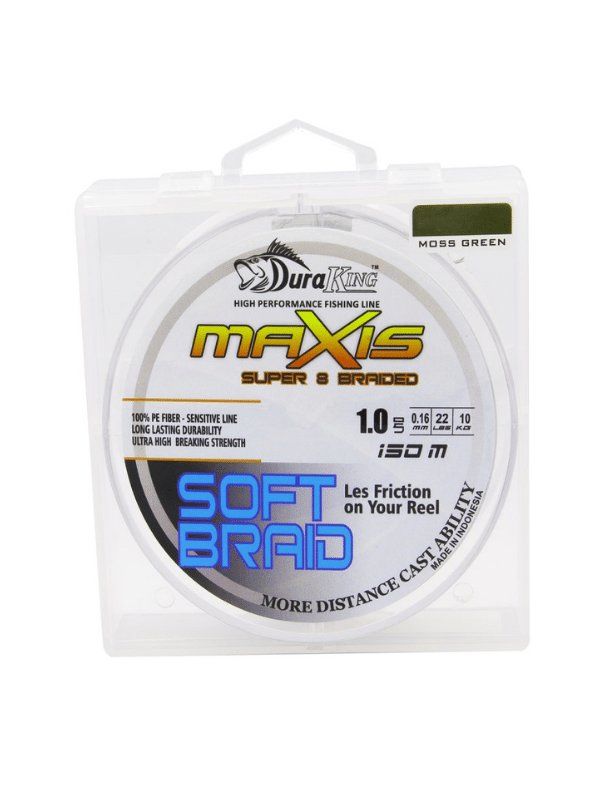 MOSS GREEN
DuraKing™
HIGH PERFORMANCE FISHING LINE
MAXIS
SUPER 8 BRAIDED
100% PE FIBER - SENSITIVE LINE
LONG LASTING DURABILITY
ULTRA HIGH BREAKING STRENGTH
1.0 GO
0.16 MM 22 LBS 10 KG
150 M
SOFT
BRAID
Les Friction
on Your Reel
MORE DISTANCE CAST ABILITY
MADE IN INDONESIA